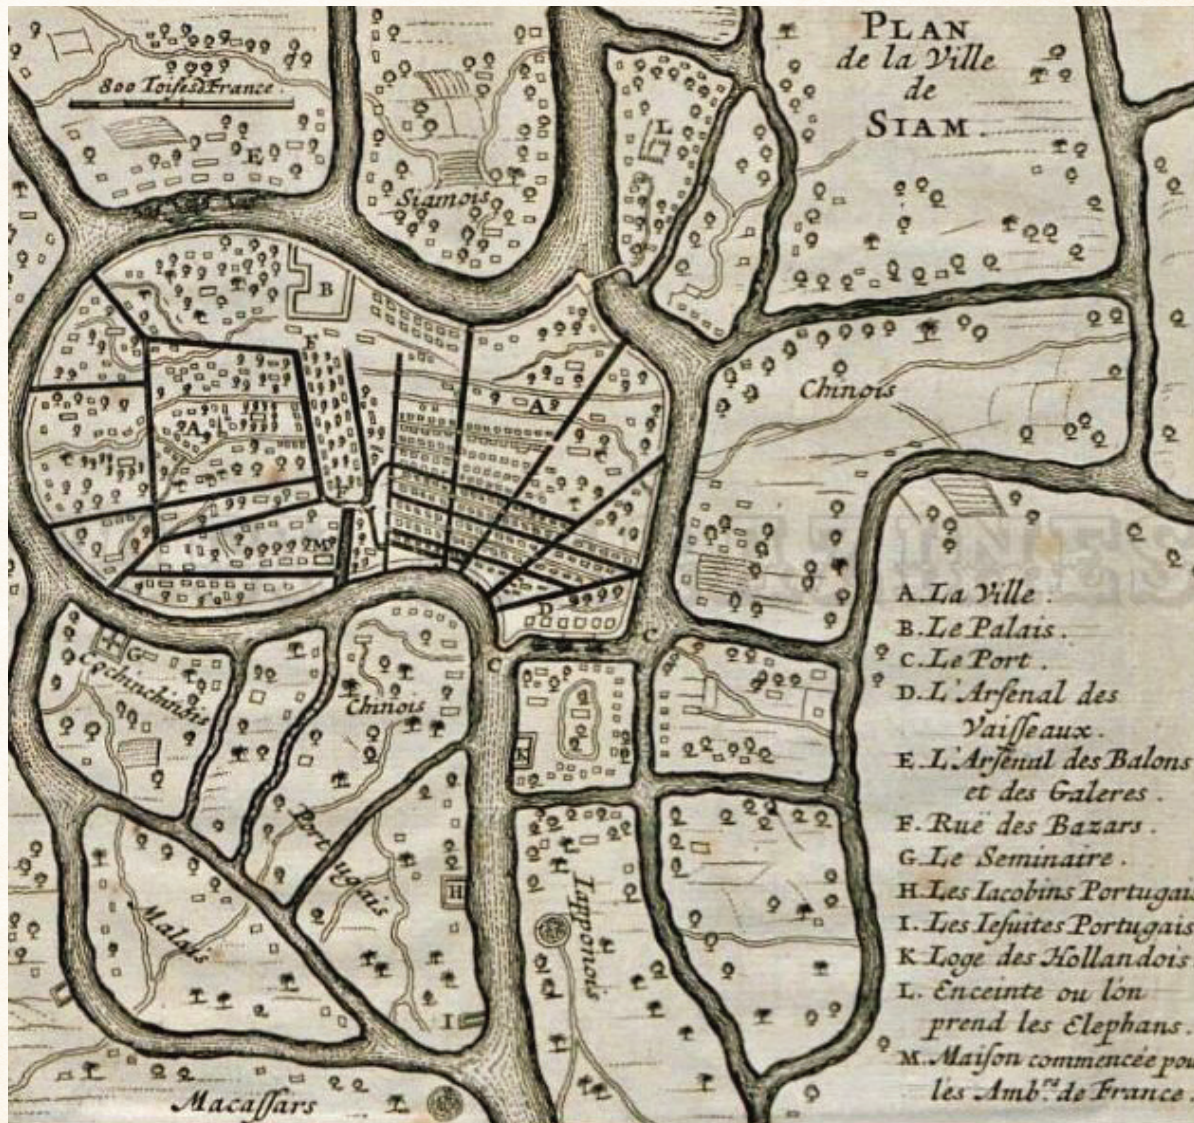 PLAN
de la Ville
de
SIAM.
800 Toises de France.
E
L
Siamois
B
F
Chinois
A
A
F
M
D
C
C
G
Cochinchinois
Chinois
K
Portugais
H
Iapponois
Malais
I
Macassars
A. La Ville.
B. Le Palais.
C. Le Port.
D. L'Arsenal des
Vaisseaux.
E. L'Arsenal des Balons
et des Galeres.
F. Ruë des Bazars.
G. Le Seminaire.
H. Les Iacobins Portugais
I. Les Iesuites Portugais
K Loge des Hollandois
L. Enceinte ou l'on
prend les Elephans.
M. Maison commencée pou
les Amb.rs de France.